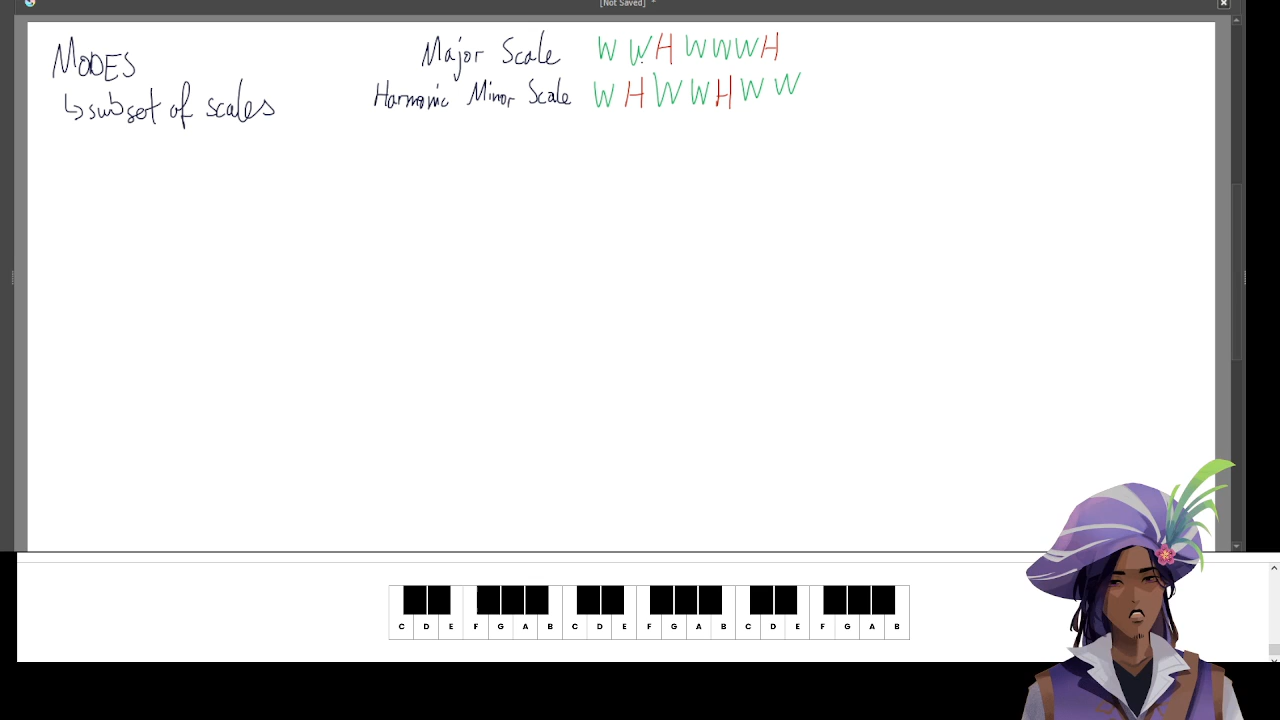 [Not Saved] *
MODES
↳ subset of scales
Major Scale W W H W W W H
Harmonic Minor Scale W H W W H W W
C D E F G A B C D E F G A B C D E F G A B